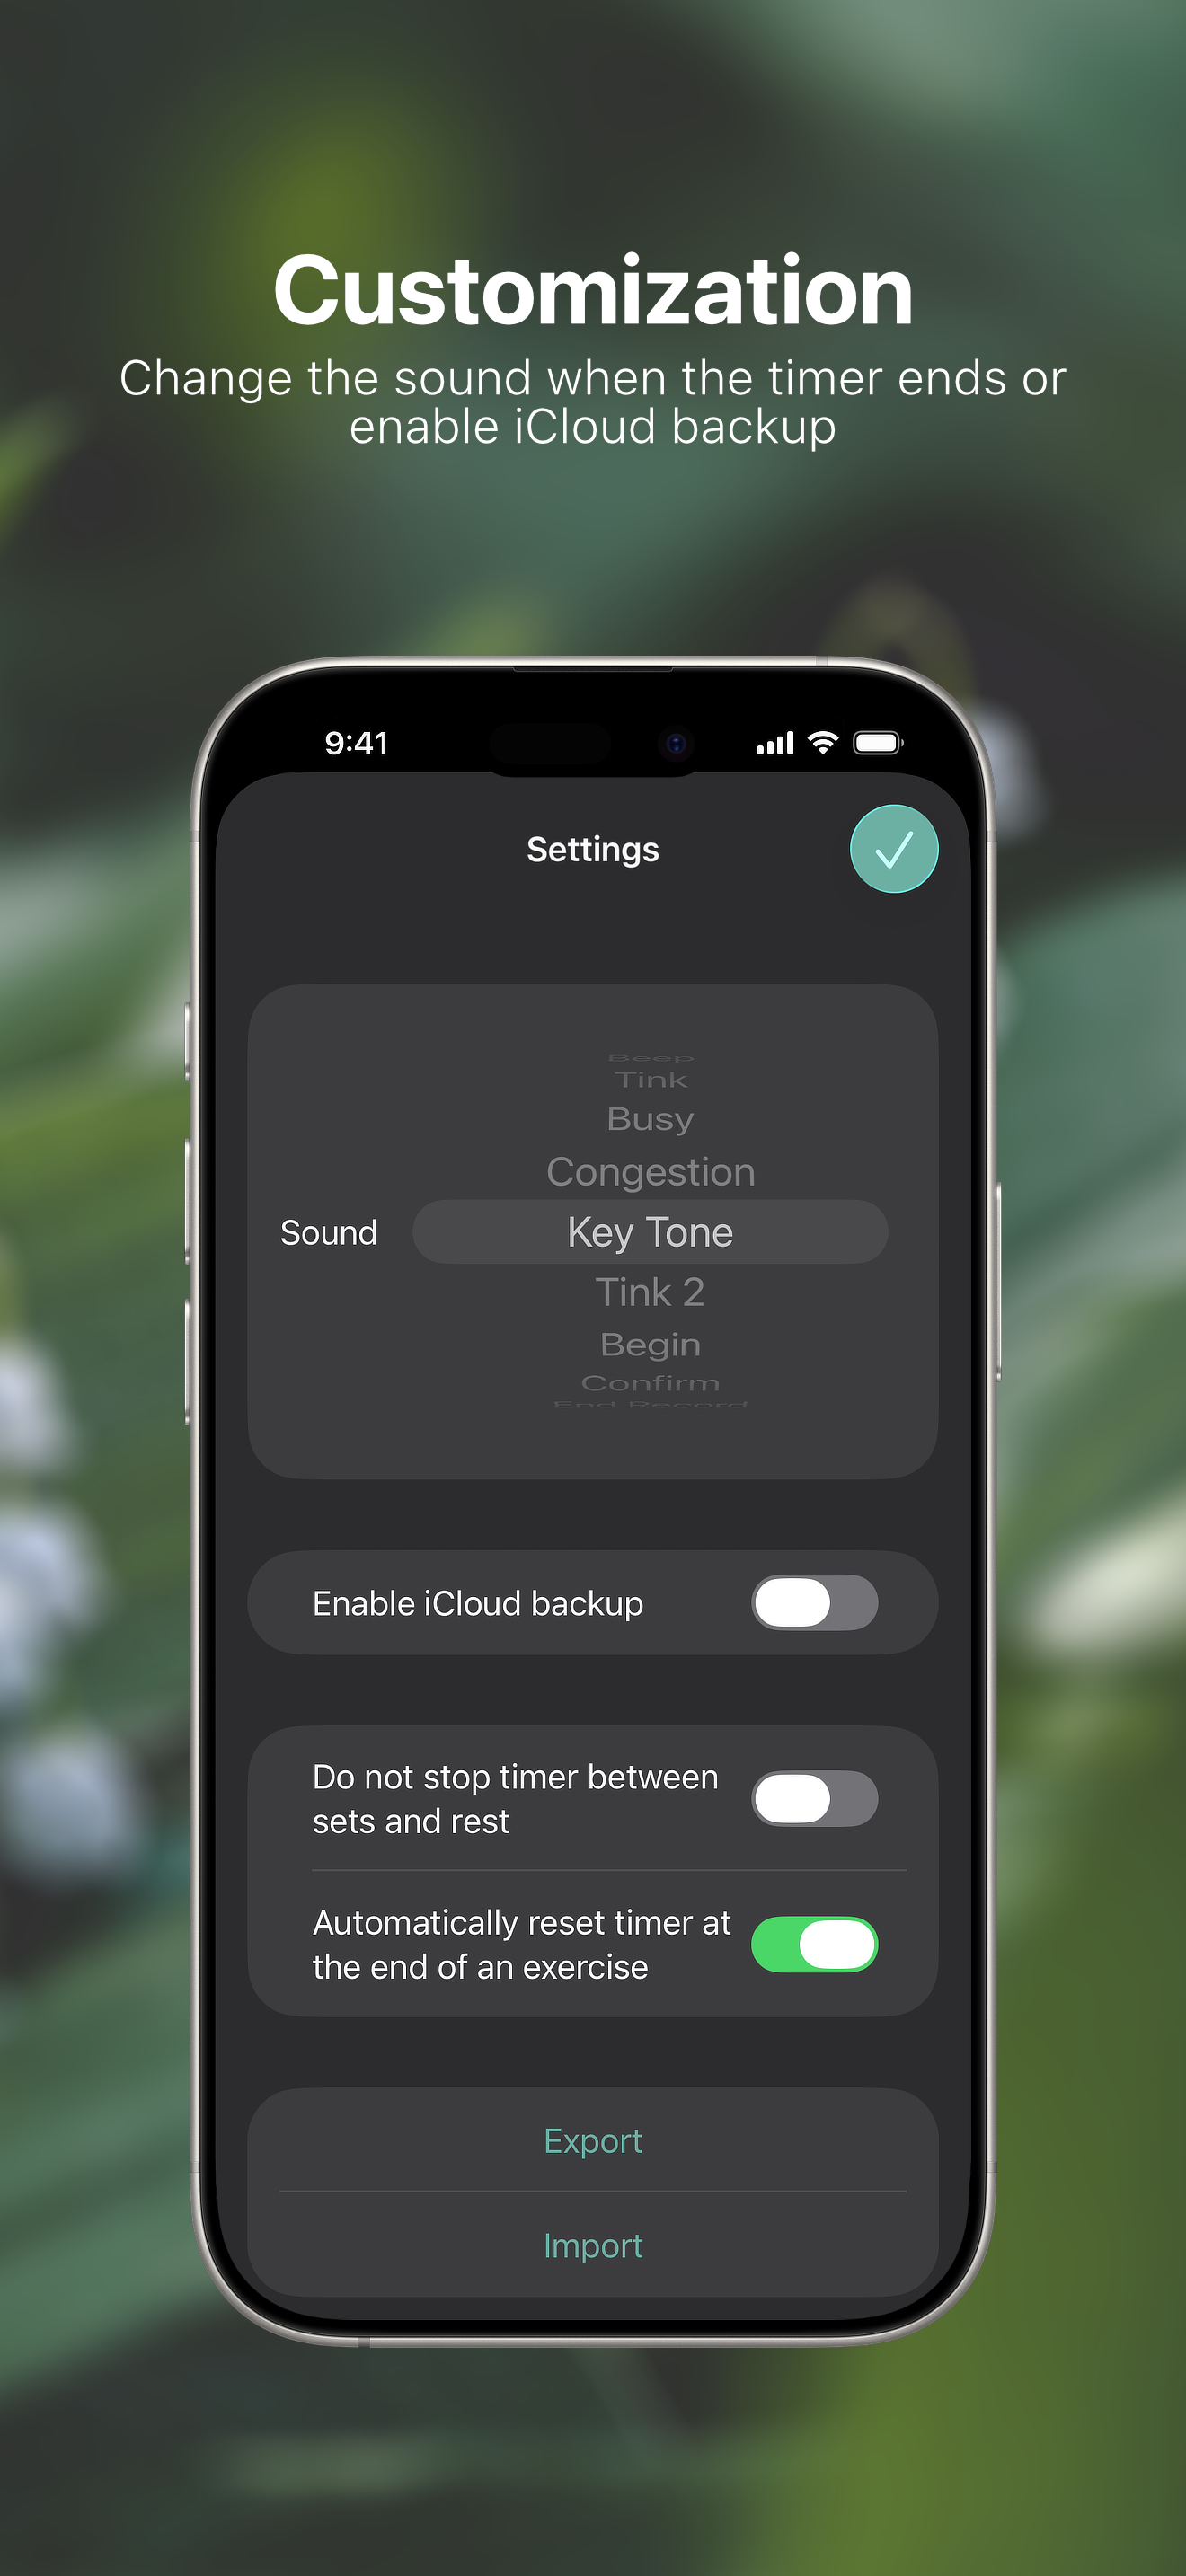 Customization
Change the sound when the timer ends or
enable iCloud backup
9:41
Settings
Beep
Tink
Busy
Congestion
Sound
Key Tone
Tink 2
Begin
Confirm
End Record
Enable iCloud backup
Do not stop timer between
sets and rest
Automatically reset timer at
the end of an exercise
Export
Import